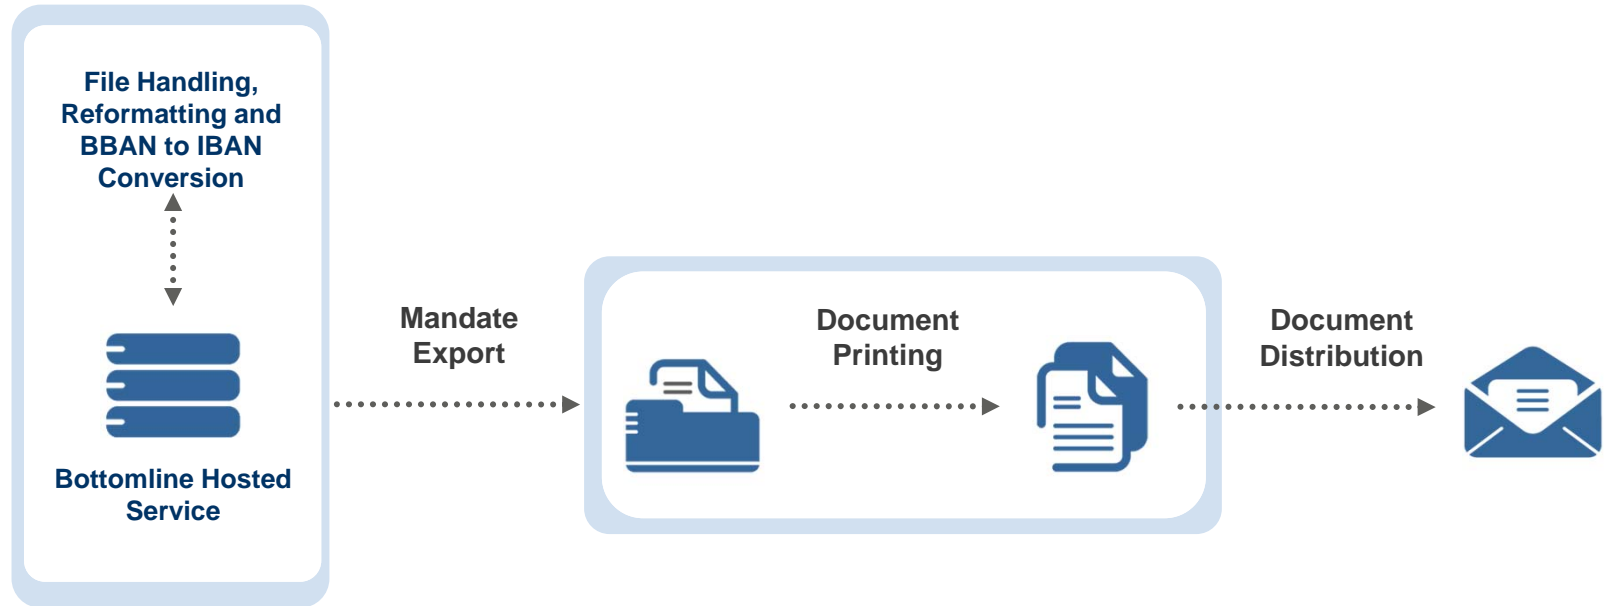 File Handling,
Reformatting and
BBAN to IBAN
Conversion
Bottomline Hosted
Service
Mandate
Export
Document
Printing
Document
Distribution